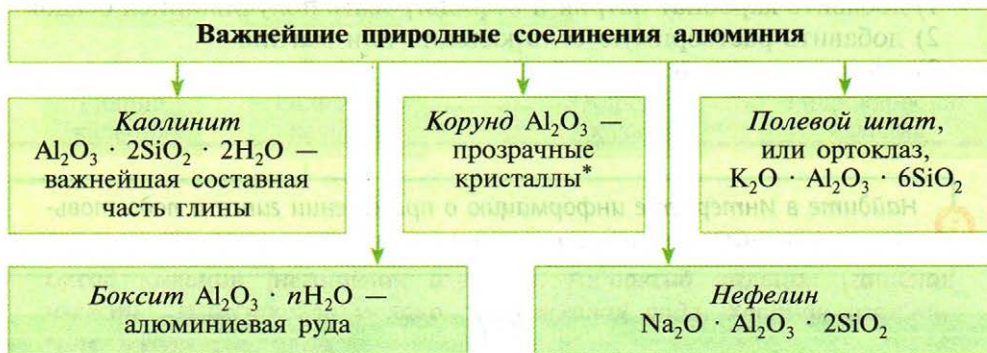 Важнейшие природные соединения алюминия
Каолинит
Al₂O₃ · 2SiO₂ · 2H₂O —
важнейшая составная
часть глины
Корунд Al₂O₃ —
прозрачные
кристаллы*
Полевой шпат,
или ортоклаз,
K₂O · Al₂O₃ · 6SiO₂
Боксит Al₂O₃ · nH₂O —
алюминиевая руда
Нефелин
Na₂O Al₂O₃ · 2SiO₂